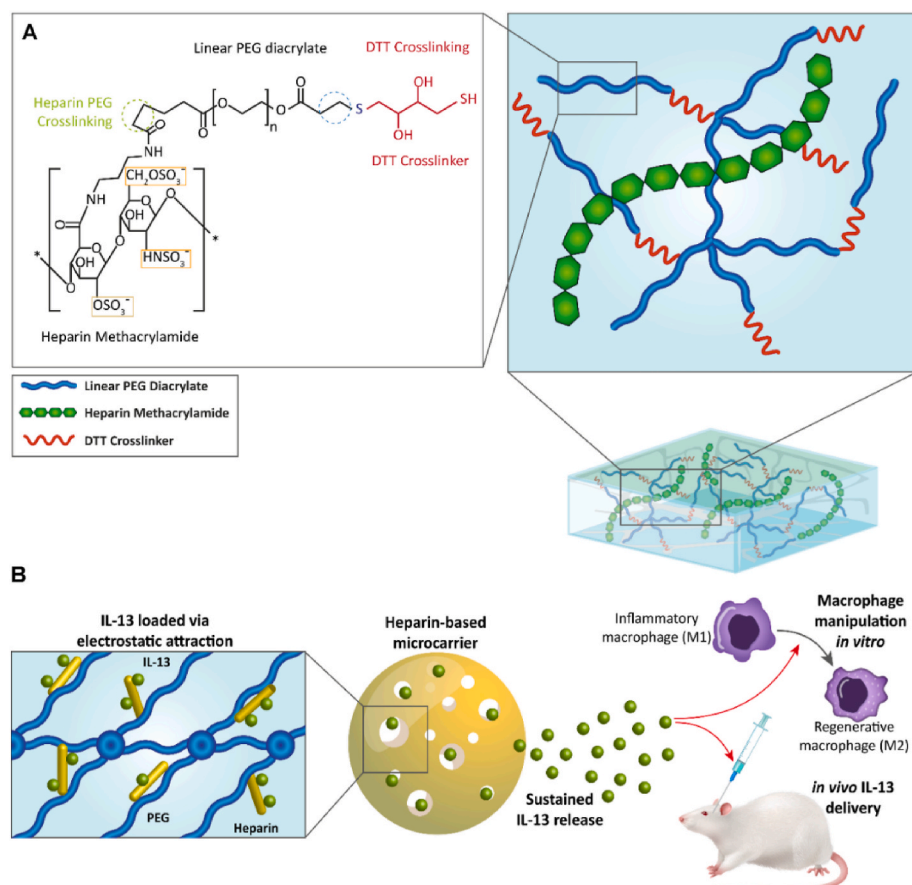 A
Linear PEG diacrylate
DTT Crosslinking
Heparin PEG
Crosslinking
O
O
O
O
n
O
S
OH
SH
OH
DTT Crosslinker
O
NH
CH₂OSO₃⁻
NH
O
OH
O
O
OH
O
O
HNSO₃⁻
*
*
O
OSO₃⁻
Heparin Methacrylamide
Linear PEG Diacrylate
Heparin Methacrylamide
DTT Crosslinker
B
IL-13 loaded via
electrostatic attraction
IL-13
PEG
Heparin
Heparin-based
microcarrier
Sustained
IL-13 release
Inflammatory
macrophage (M1)
Macrophage
manipulation
in vitro
Regenerative
macrophage (M2)
in vivo IL-13
delivery